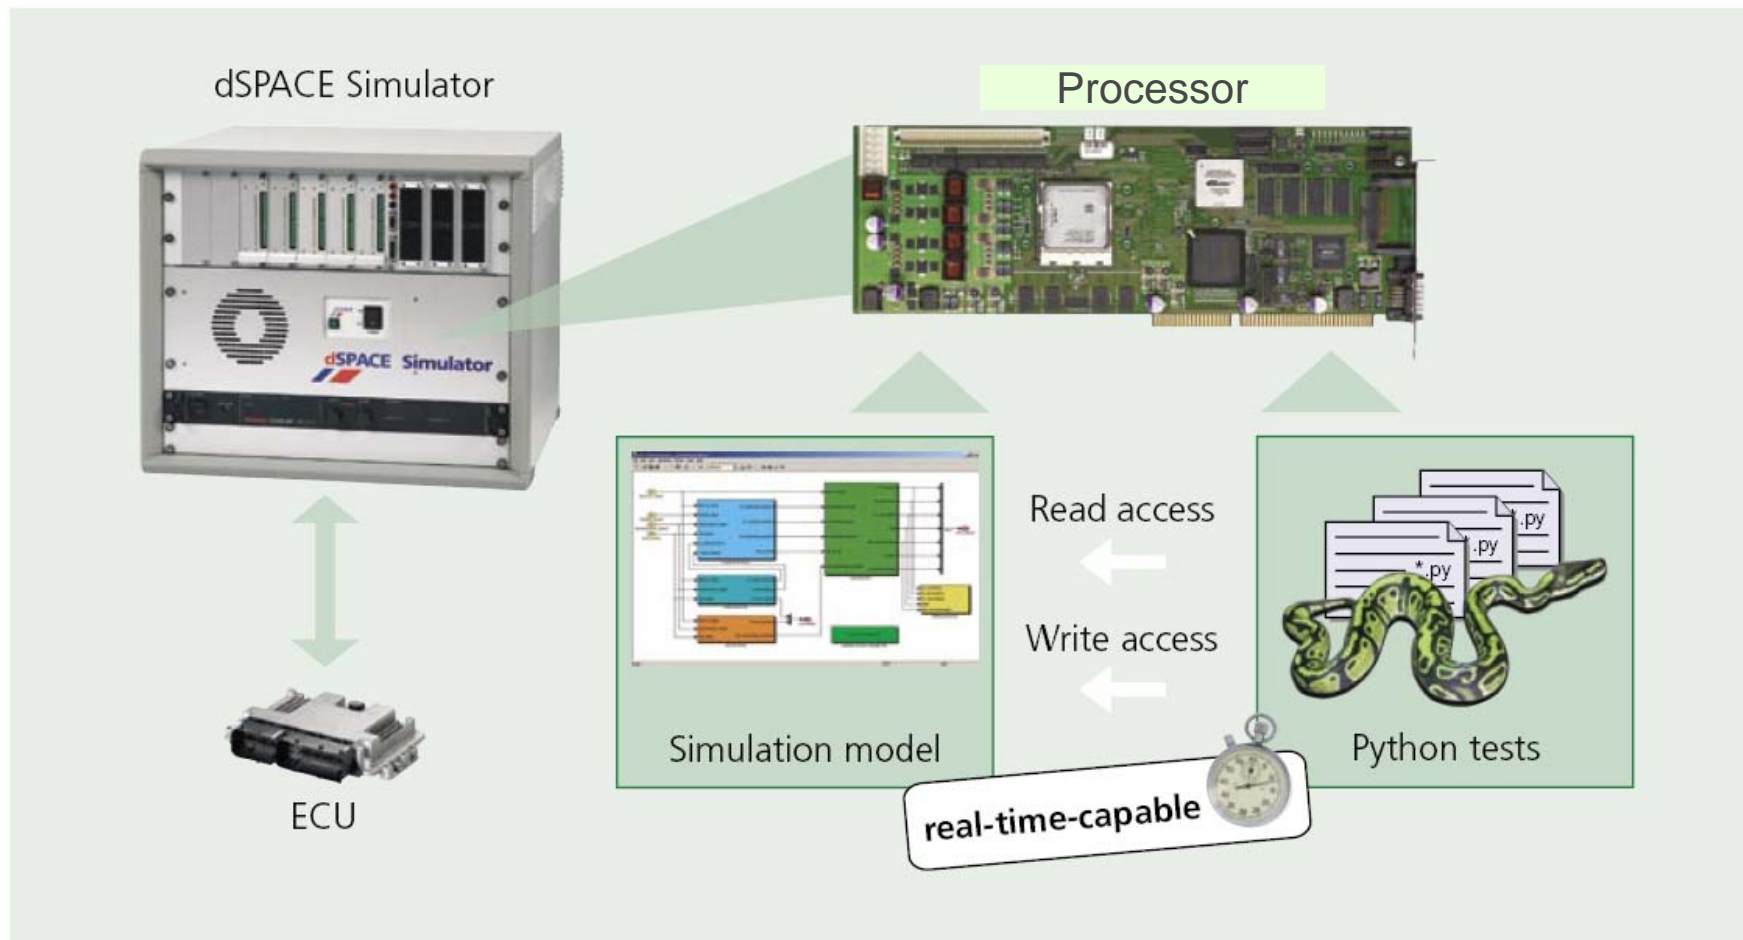 dSPACE Simulator
Processor
dSPACE Simulator
Read access
Write access
*.py
.py
.py
Simulation model
Python tests
real-time-capable
ECU